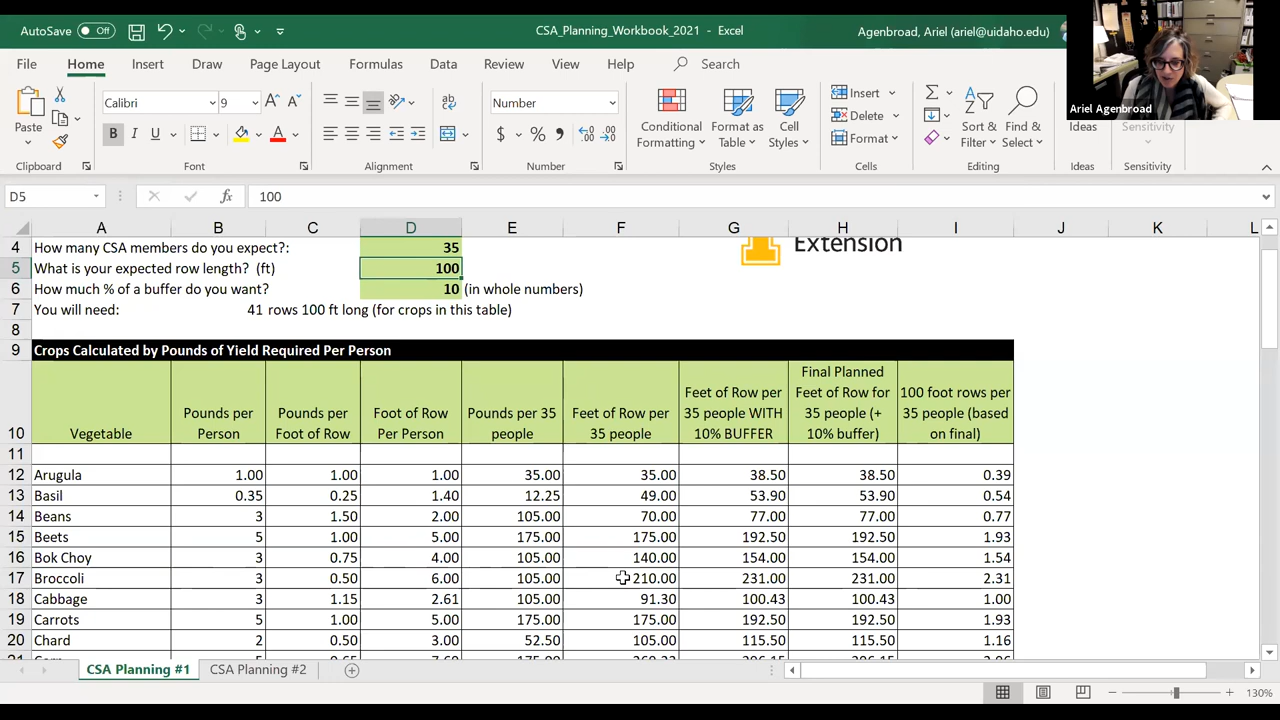 AutoSave Off CSA_Planning_Workbook_2021 - Excel Agenbroad, Ariel (ariel@uidaho.edu)
Ariel Agenbroad
File Home Insert Draw Page Layout Formulas Data Review View Help Search
Paste Calibri 9 Number Conditional Formatting Format as Table Cell Styles Insert Delete Format Sort & Filter Find & Select Ideas Sensitivity
Clipboard Font Alignment Number Styles Cells Editing Ideas Sensitivity
D5 fx 100
A B C D E F G H I J K L
4 How many CSA members do you expect?: 35 Extension
5 What is your expected row length? (ft) 100
6 How much % of a buffer do you want? 10 (in whole numbers)
7 You will need: 41 rows 100 ft long (for crops in this table)
8
9 Crops Calculated by Pounds of Yield Required Per Person
10 Vegetable Pounds per Person Pounds per Foot of Row Foot of Row Per Person Pounds per 35 people Feet of Row per 35 people Feet of Row per 35 people WITH 10% BUFFER Final Planned Feet of Row for 35 people (+ 10% buffer) 100 foot rows per 35 people (based on final)
11
12 Arugula 1.00 1.00 1.00 35.00 35.00 38.50 38.50 0.39
13 Basil 0.35 0.25 1.40 12.25 49.00 53.90 53.90 0.54
14 Beans 3 1.50 2.00 105.00 70.00 77.00 77.00 0.77
15 Beets 5 1.00 5.00 175.00 175.00 192.50 192.50 1.93
16 Bok Choy 3 0.75 4.00 105.00 140.00 154.00 154.00 1.54
17 Broccoli 3 0.50 6.00 105.00 210.00 231.00 231.00 2.31
18 Cabbage 3 1.15 2.61 105.00 91.30 100.43 100.43 1.00
19 Carrots 5 1.00 5.00 175.00 175.00 192.50 192.50 1.93
20 Chard 2 0.50 3.00 52.50 105.00 115.50 115.50 1.16
CSA Planning #1 CSA Planning #2
130%